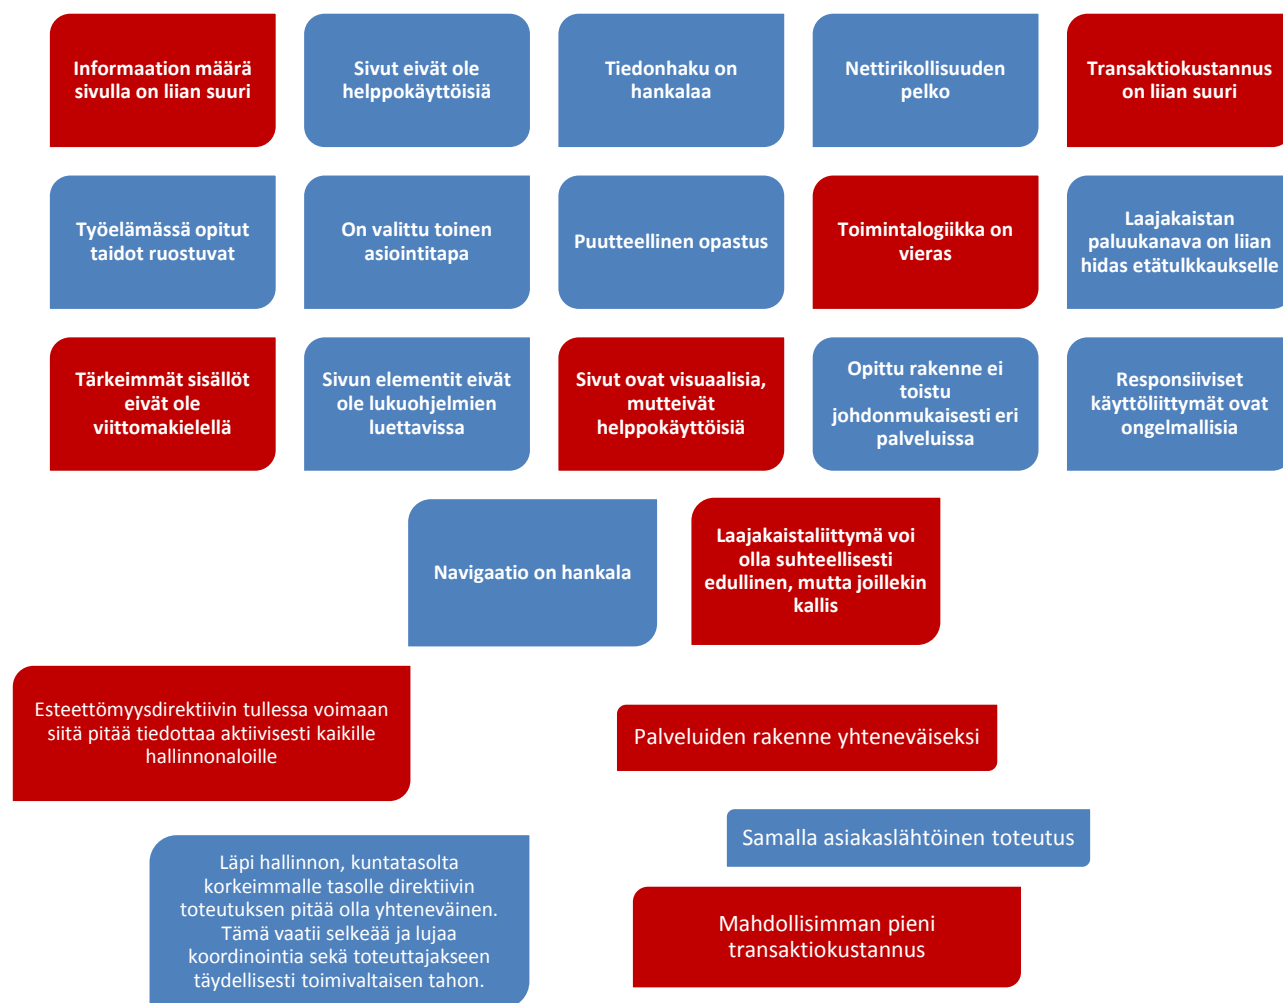 Informaation määrä
sivulla on liian suuri
Sivut eivät ole
helppokäyttöisiä
Tiedonhaku on
hankalaa
Nettirikollisuuden
pelko
Transaktiokustannus
on liian suuri
Työelämässä opitut
taidot ruostuvat
On valittu toinen
asiointitapa
Puutteellinen opastus
Toimintalogiikka on
vieras
Laajakaistan
paluukanava on liian
hidas etätulkkaukselle
Tärkeimmät sisällöt
eivät ole
viittomakielellä
Sivun elementit eivät
ole lukuohjelmien
luettavissa
Sivut ovat visuaalisia,
mutteivät
helppokäyttöisiä
Opittu rakenne ei
toistu
johdonmukaisesti eri
palveluissa
Responsiiviset
käyttöliittymät ovat
ongelmallisia
Navigaatio on hankala
Laajakaistaliittymä voi
olla suhteellisesti
edullinen, mutta joillekin
kallis
Esteettömyysdirektiivin tullessa voimaan
siitä pitää tiedottaa aktiivisesti kaikille
hallinnonaloille
Palveluiden rakenne yhteneväiseksi
Samalla asiakaslähtöinen toteutus
Läpi hallinnon, kuntatasolta
korkeimmalle tasolle direktiivin
toteutuksen pitää olla yhteneväinen.
Tämä vaatii selkeää ja lujaa
koordinointia sekä toteuttajakseen
täydellisesti toimivaltaisen tahon.
Mahdollisimman pieni
transaktiokustannus